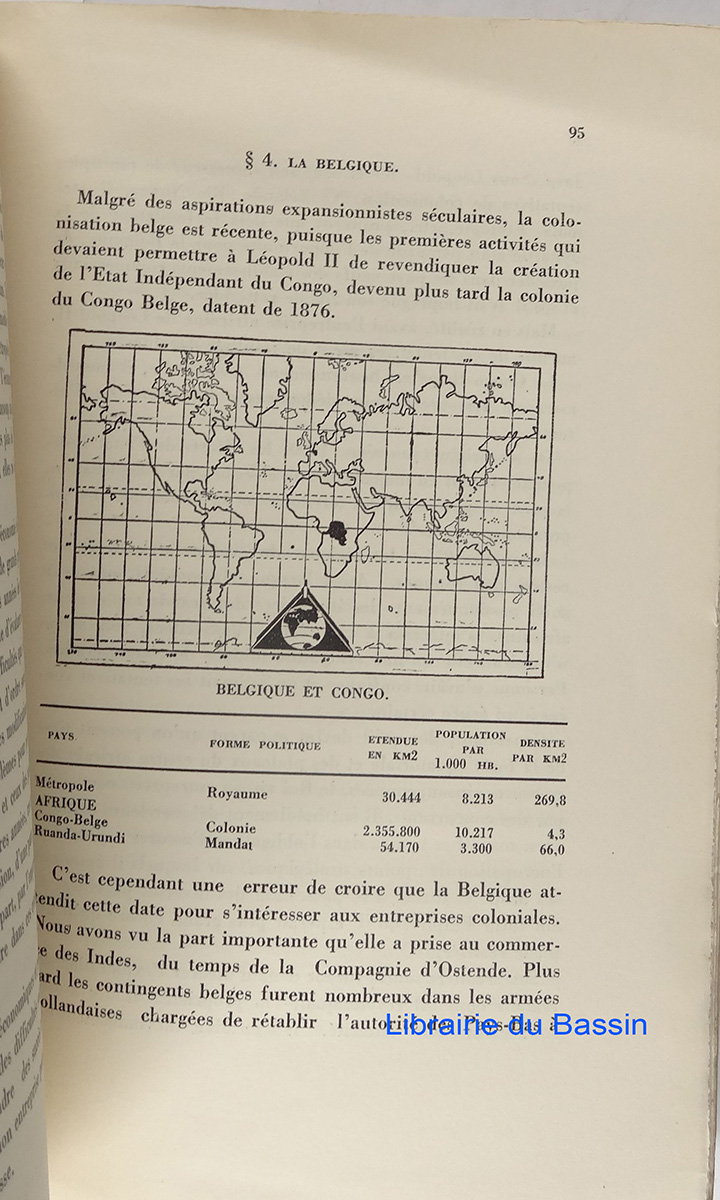 95
§ 4. LA BELGIQUE.
Malgré des aspirations expansionnistes séculaires, la colo-
nisation belge est récente, puisque les premières activités qui
devaient permettre à Léopold II de revendiquer la création
de l'Etat Indépendant du Congo, devenu plus tard la colonie
du Congo Belge, datent de 1876.
BELGIQUE ET CONGO.
PAYS FORME POLITIQUE ETENDUE EN KM2 POPULATION PAR 1.000 HB. DENSITE PAR KM2
Métropole Royaume 30.444 8.213 269,8
AFRIQUE
Congo-Belge Colonie 2.355.800 10.217 4,3
Ruanda-Urundi Mandat 54.170 3.300 66,0
C'est cependant une erreur de croire que la Belgique at-
tendit cette date pour s'intéresser aux entreprises coloniales.
Nous avons vu la part importante qu'elle a prise au commer-
ce des Indes, du temps de la Compagnie d'Ostende. Plus
ard les contingents belges furent nombreux dans les armées
ollandaises chargées de rétablir l'autorité des Pays-Bas à
Librairie du Bassin